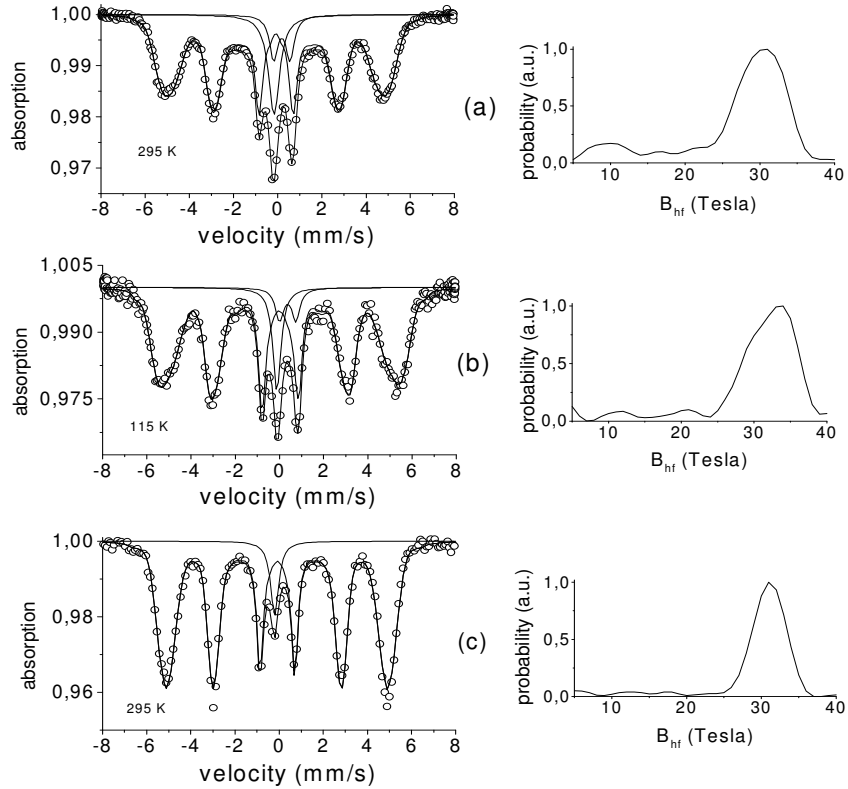 1,00
0,99
0,98
0,97
absorption
295 K
-8 -6 -4 -2 0 2 4 6 8
velocity (mm/s)
(a)
1,0
0,5
0,0
probability (a.u.)
10 20 30 40
Bhf (Tesla)
1,005
0,990
0,975
absorption
115 K
-8 -6 -4 -2 0 2 4 6 8
velocity (mm/s)
(b)
1,0
0,5
0,0
probability (a.u.)
10 20 30 40
Bhf (Tesla)
1,00
0,98
0,96
absorption
295 K
-8 -6 -4 -2 0 2 4 6 8
velocity (mm/s)
(c)
1,0
0,5
0,0
probability (a.u.)
10 20 30 40
Bhf (Tesla)